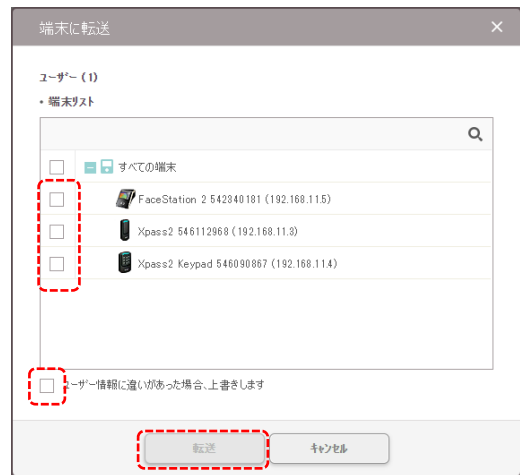 端末に転送
ユーザー (1)
• 端末リスト
すべての端末
FaceStation 2 542340181 (192.168.11.5)
Xpass2 546112968 (192.168.11.3)
Xpass2 Keypad 546090867 (192.168.11.4)
ユーザー情報に違いがあった場合、上書きします
転送
キャンセル